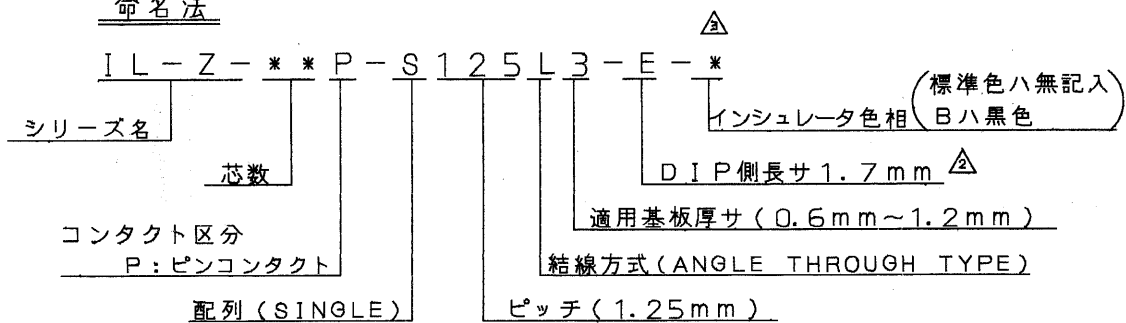 命名法
3
IL-Z-**P-S125L3-E-*
シリーズ名
芯数
コンタクト区分
P:ピンコンタクト
配列(SINGLE)
ピッチ(1.25mm)
結線方式(ANGLE THROUGH TYPE)
適用基板厚サ(0.6mm~1.2mm)
DIP側長サ1.7mm 2
インシュレータ色相(標準色ハ無記入
Bハ黒色)